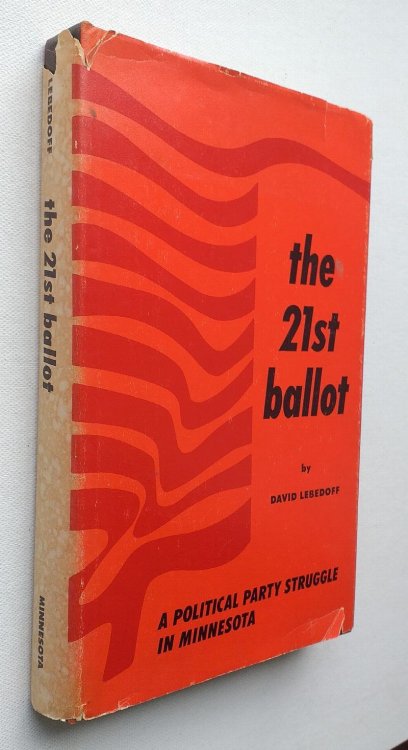 LEBEDOFF
the 21st ballot
MINNESOTA
the
21st
ballot
by
DAVID LEBEDOFF
A POLITICAL PARTY STRUGGLE
IN MINNESOTA